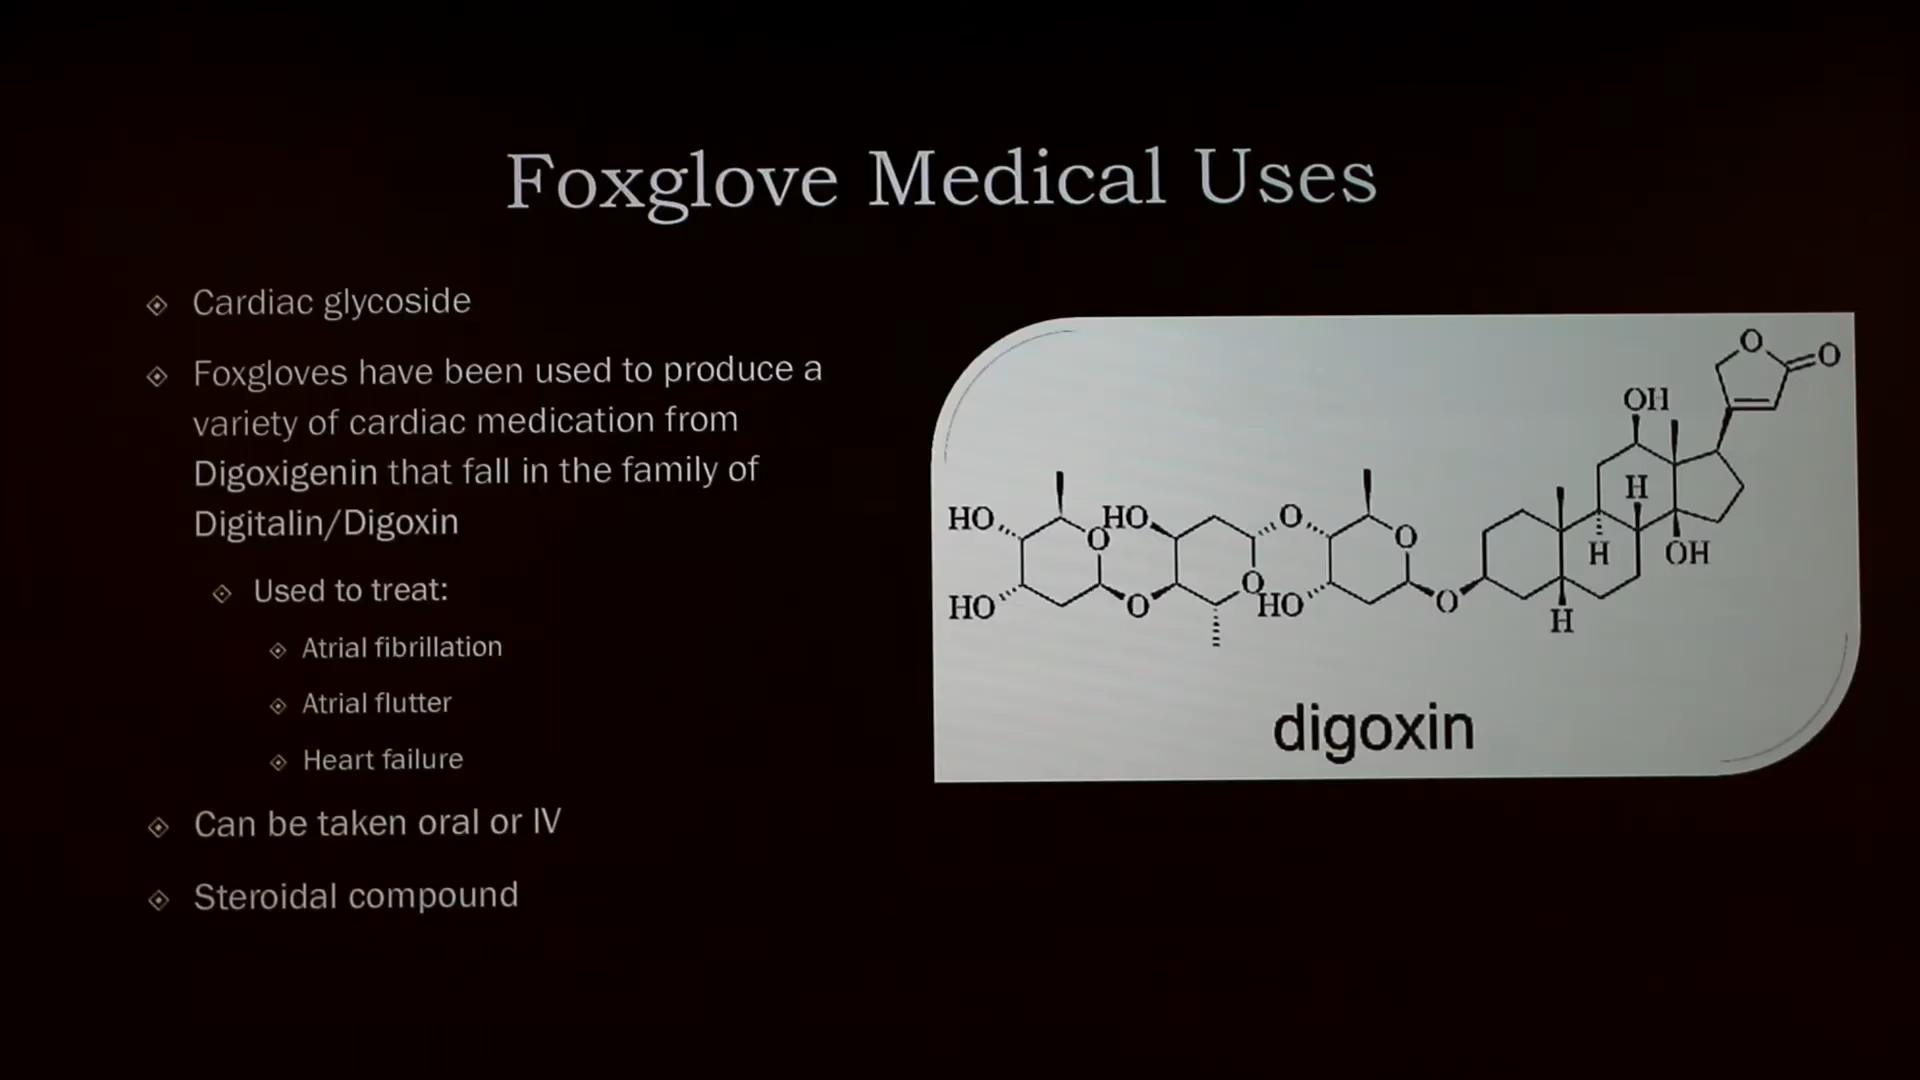 Foxglove Medical Uses
Cardiac glycoside
Foxgloves have been used to produce a
variety of cardiac medication from
Digoxigenin that fall in the family of
Digitalin/Digoxin
Used to treat:
Atrial fibrillation
Atrial flutter
Heart failure
Can be taken oral or IV
Steroidal compound
O
O
OH
H
HO
O
HO
O
O
H
OH
HO
O
O
HO
O
H
digoxin